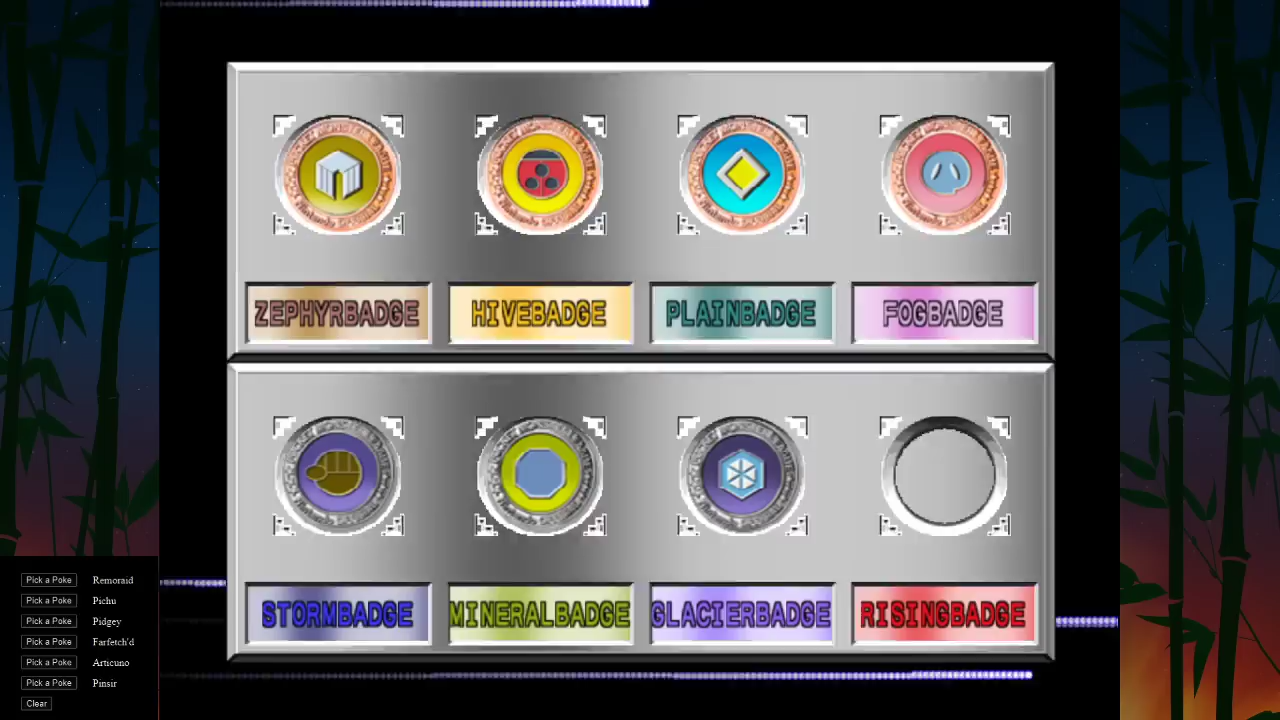 ZEPHYRBADGE
HIVEBADGE
PLAINBADGE
FOGBADGE
STORMBADGE
MINERALBADGE
GLACIERBADGE
RISINGBADGE
Pick a Poke Remoraid
Pick a Poke Pichu
Pick a Poke Pidgey
Pick a Poke Farfetch'd
Pick a Poke Articuno
Pick a Poke Pinsir
Clear